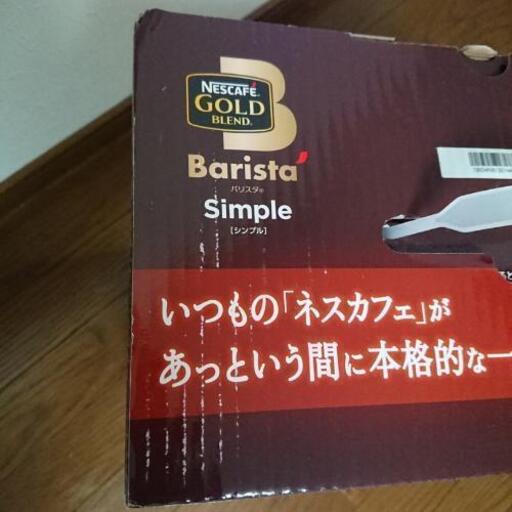 NESCAFÉ
GOLD
BLEND
Barista
バリスタ®
Simple
[シンプル]
いつもの「ネスカフェ」が
あっという間に本格的な一